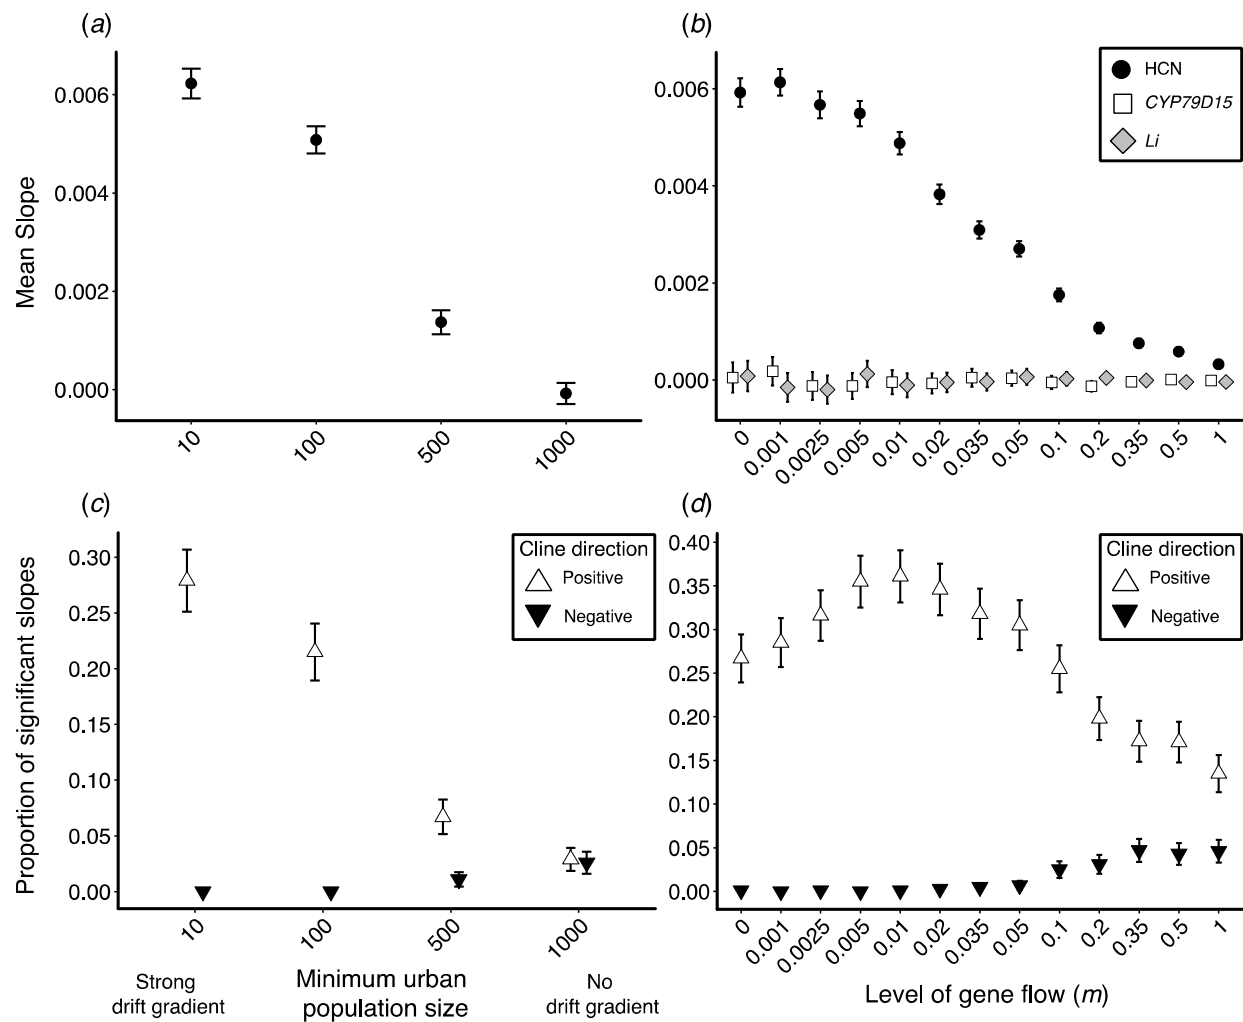 (a)
Mean Slope
0.006
0.004
0.002
0.000
10
100
500
1000
(b)
HCN
CYP79D15
Li
0.006
0.004
0.002
0.000
0
0.001
0.0025
0.005
0.01
0.02
0.035
0.05
0.1
0.2
0.35
0.5
1
(c)
Proportion of significant slopes
Cline direction
Positive
Negative
0.30
0.25
0.20
0.15
0.10
0.05
0.00
10
100
500
1000
Strong
drift gradient
Minimum urban
population size
No
drift gradient
(d)
Cline direction
Positive
Negative
0.40
0.35
0.30
0.25
0.20
0.15
0.10
0.05
0.00
0
0.001
0.0025
0.005
0.01
0.02
0.035
0.05
0.1
0.2
0.35
0.5
1
Level of gene flow (m)